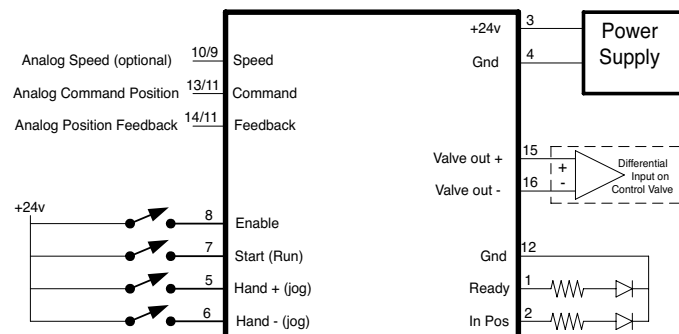 +24v 3 Power Supply
Gnd 4
Analog Speed (optional) 10/9 Speed
Analog Command Position 13/11 Command
Analog Position Feedback 14/11 Feedback
Valve out + 15
Valve out - 16
+
-
Differential
Input on
Control Valve
+24v
8 Enable
7 Start (Run)
5 Hand + (jog)
6 Hand - (jog)
Gnd 12
Ready 1
In Pos 2